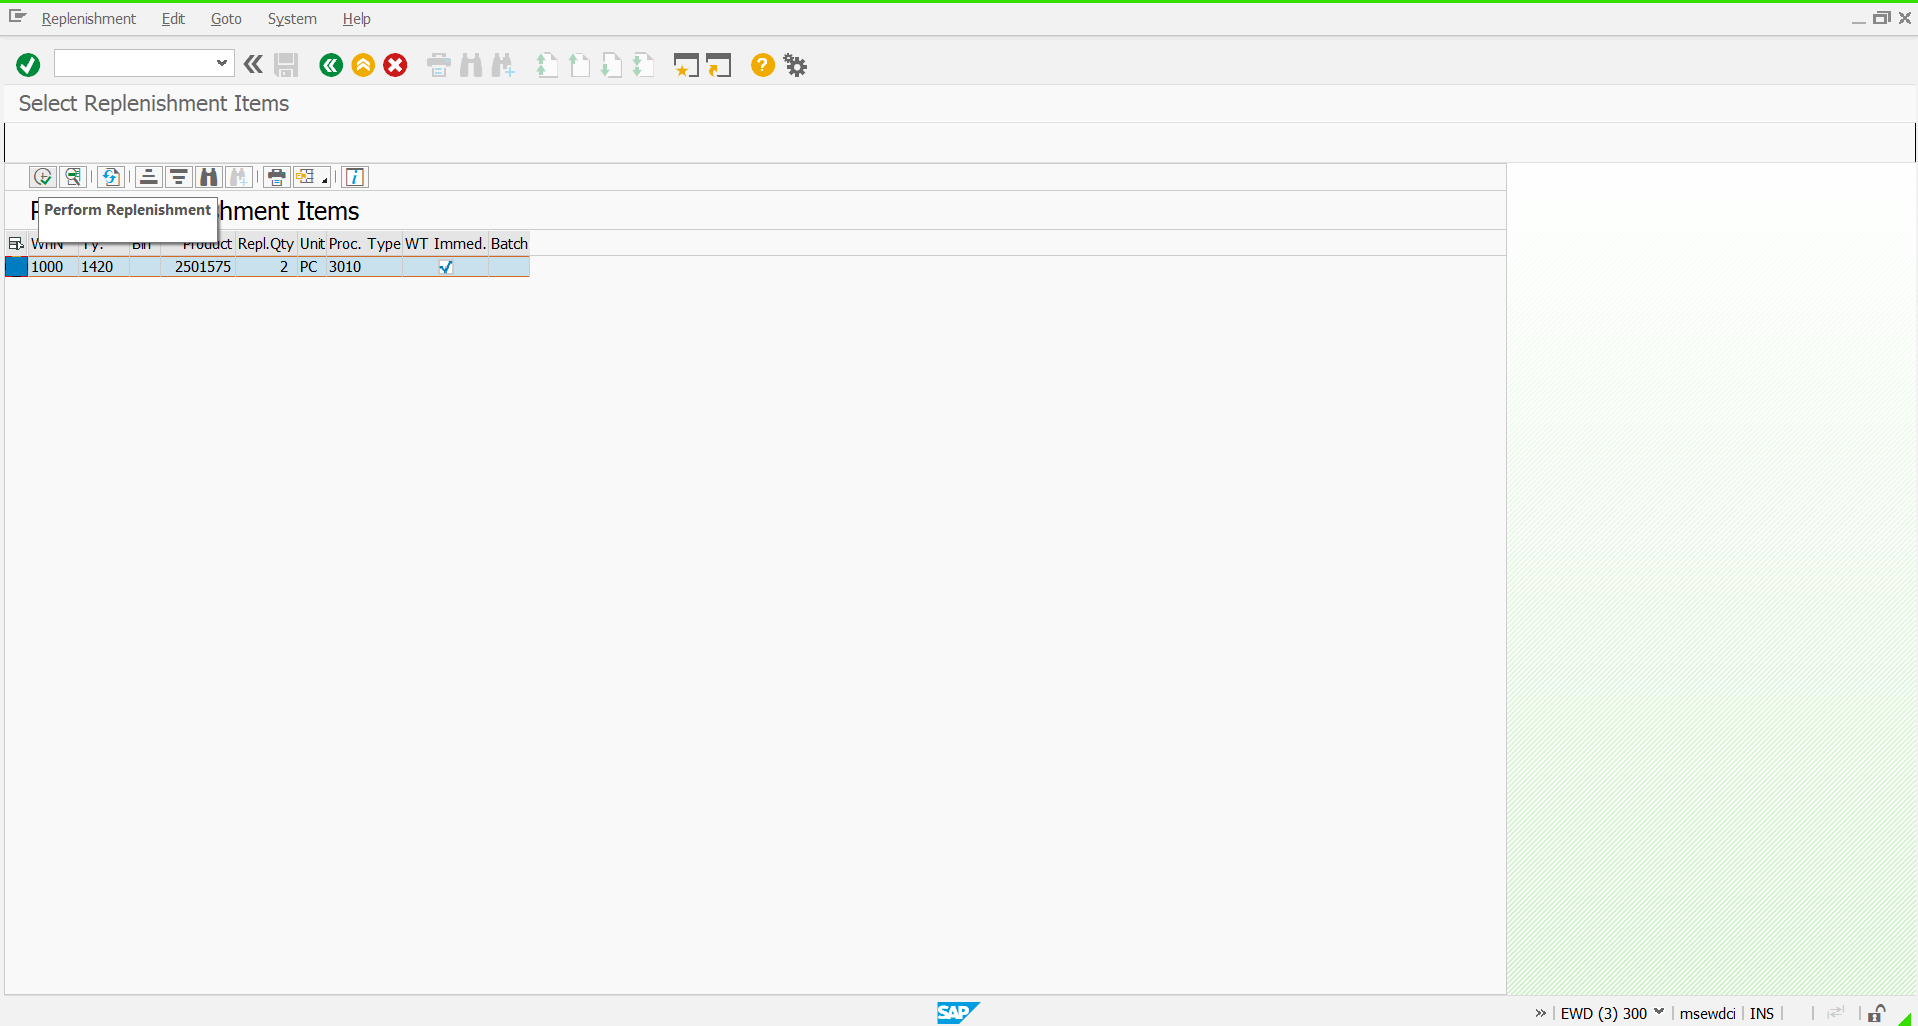 Replenishment Edit Goto System Help
Select Replenishment Items
Perform Replenishment
hment Items
WhN Ty. Bin Product Repl.Qty Unit Proc. Type WT Immed. Batch
1000 1420 2501575 2 PC 3010
SAP
EWD (3) 300 msewdci INS